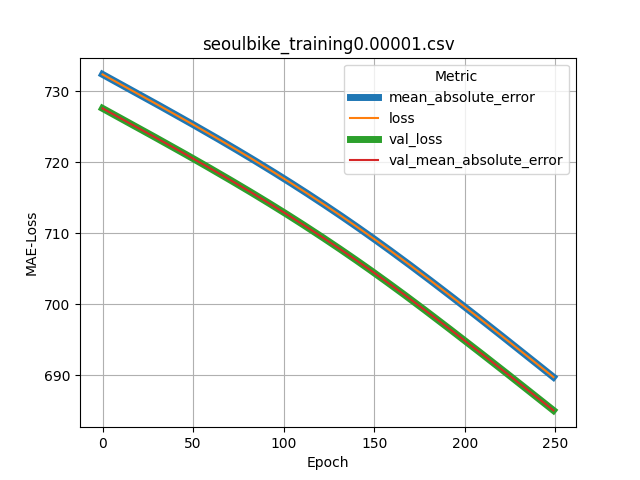 seoulbike_training0.00001.csv
Metric
mean_absolute_error
loss
val_loss
val_mean_absolute_error
MAE-Loss
730
720
710
700
690
0 50 100 150 200 250
Epoch